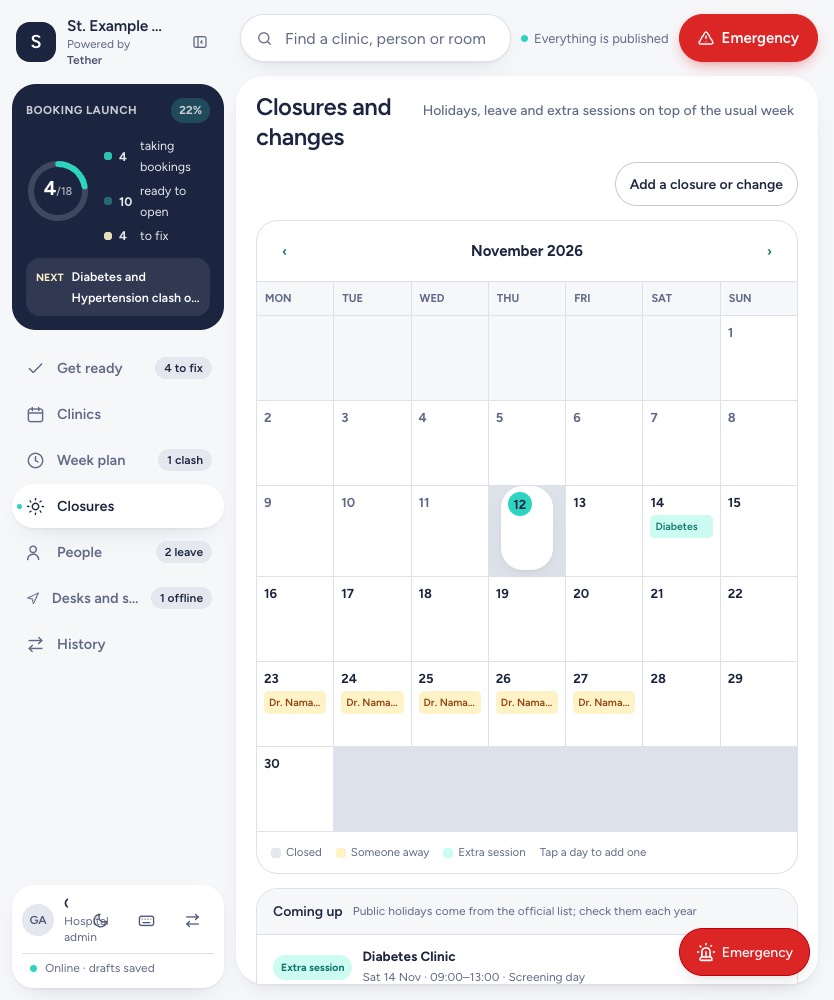 S
St. Example ...
Powered by
Tether
Find a clinic, person or room
Everything is published
Emergency
BOOKING LAUNCH
22%
4/18
4 taking
bookings
10 ready to
open
4 to fix
NEXT Diabetes and
Hypertension clash o...
Get ready 4 to fix
Clinics
Week plan 1 clash
Closures
People 2 leave
Desks and s... 1 offline
History
GA
Hospital
admin
Online · drafts saved
Closures and
changes
Holidays, leave and extra sessions on top of the usual week
Add a closure or change
‹ November 2026 ›
MON TUE WED THU FRI SAT SUN
1
2 3 4 5 6 7 8
9 10 11 12 13 14 15
Diabetes
16 17 18 19 20 21 22
23 24 25 26 27 28 29
Dr. Nama... Dr. Nama... Dr. Nama... Dr. Nama... Dr. Nama...
30
Closed Someone away Extra session Tap a day to add one
Coming up Public holidays come from the official list; check them each year
Extra session
Diabetes Clinic
Sat 14 Nov · 09:00–13:00 · Screening day
Emergency